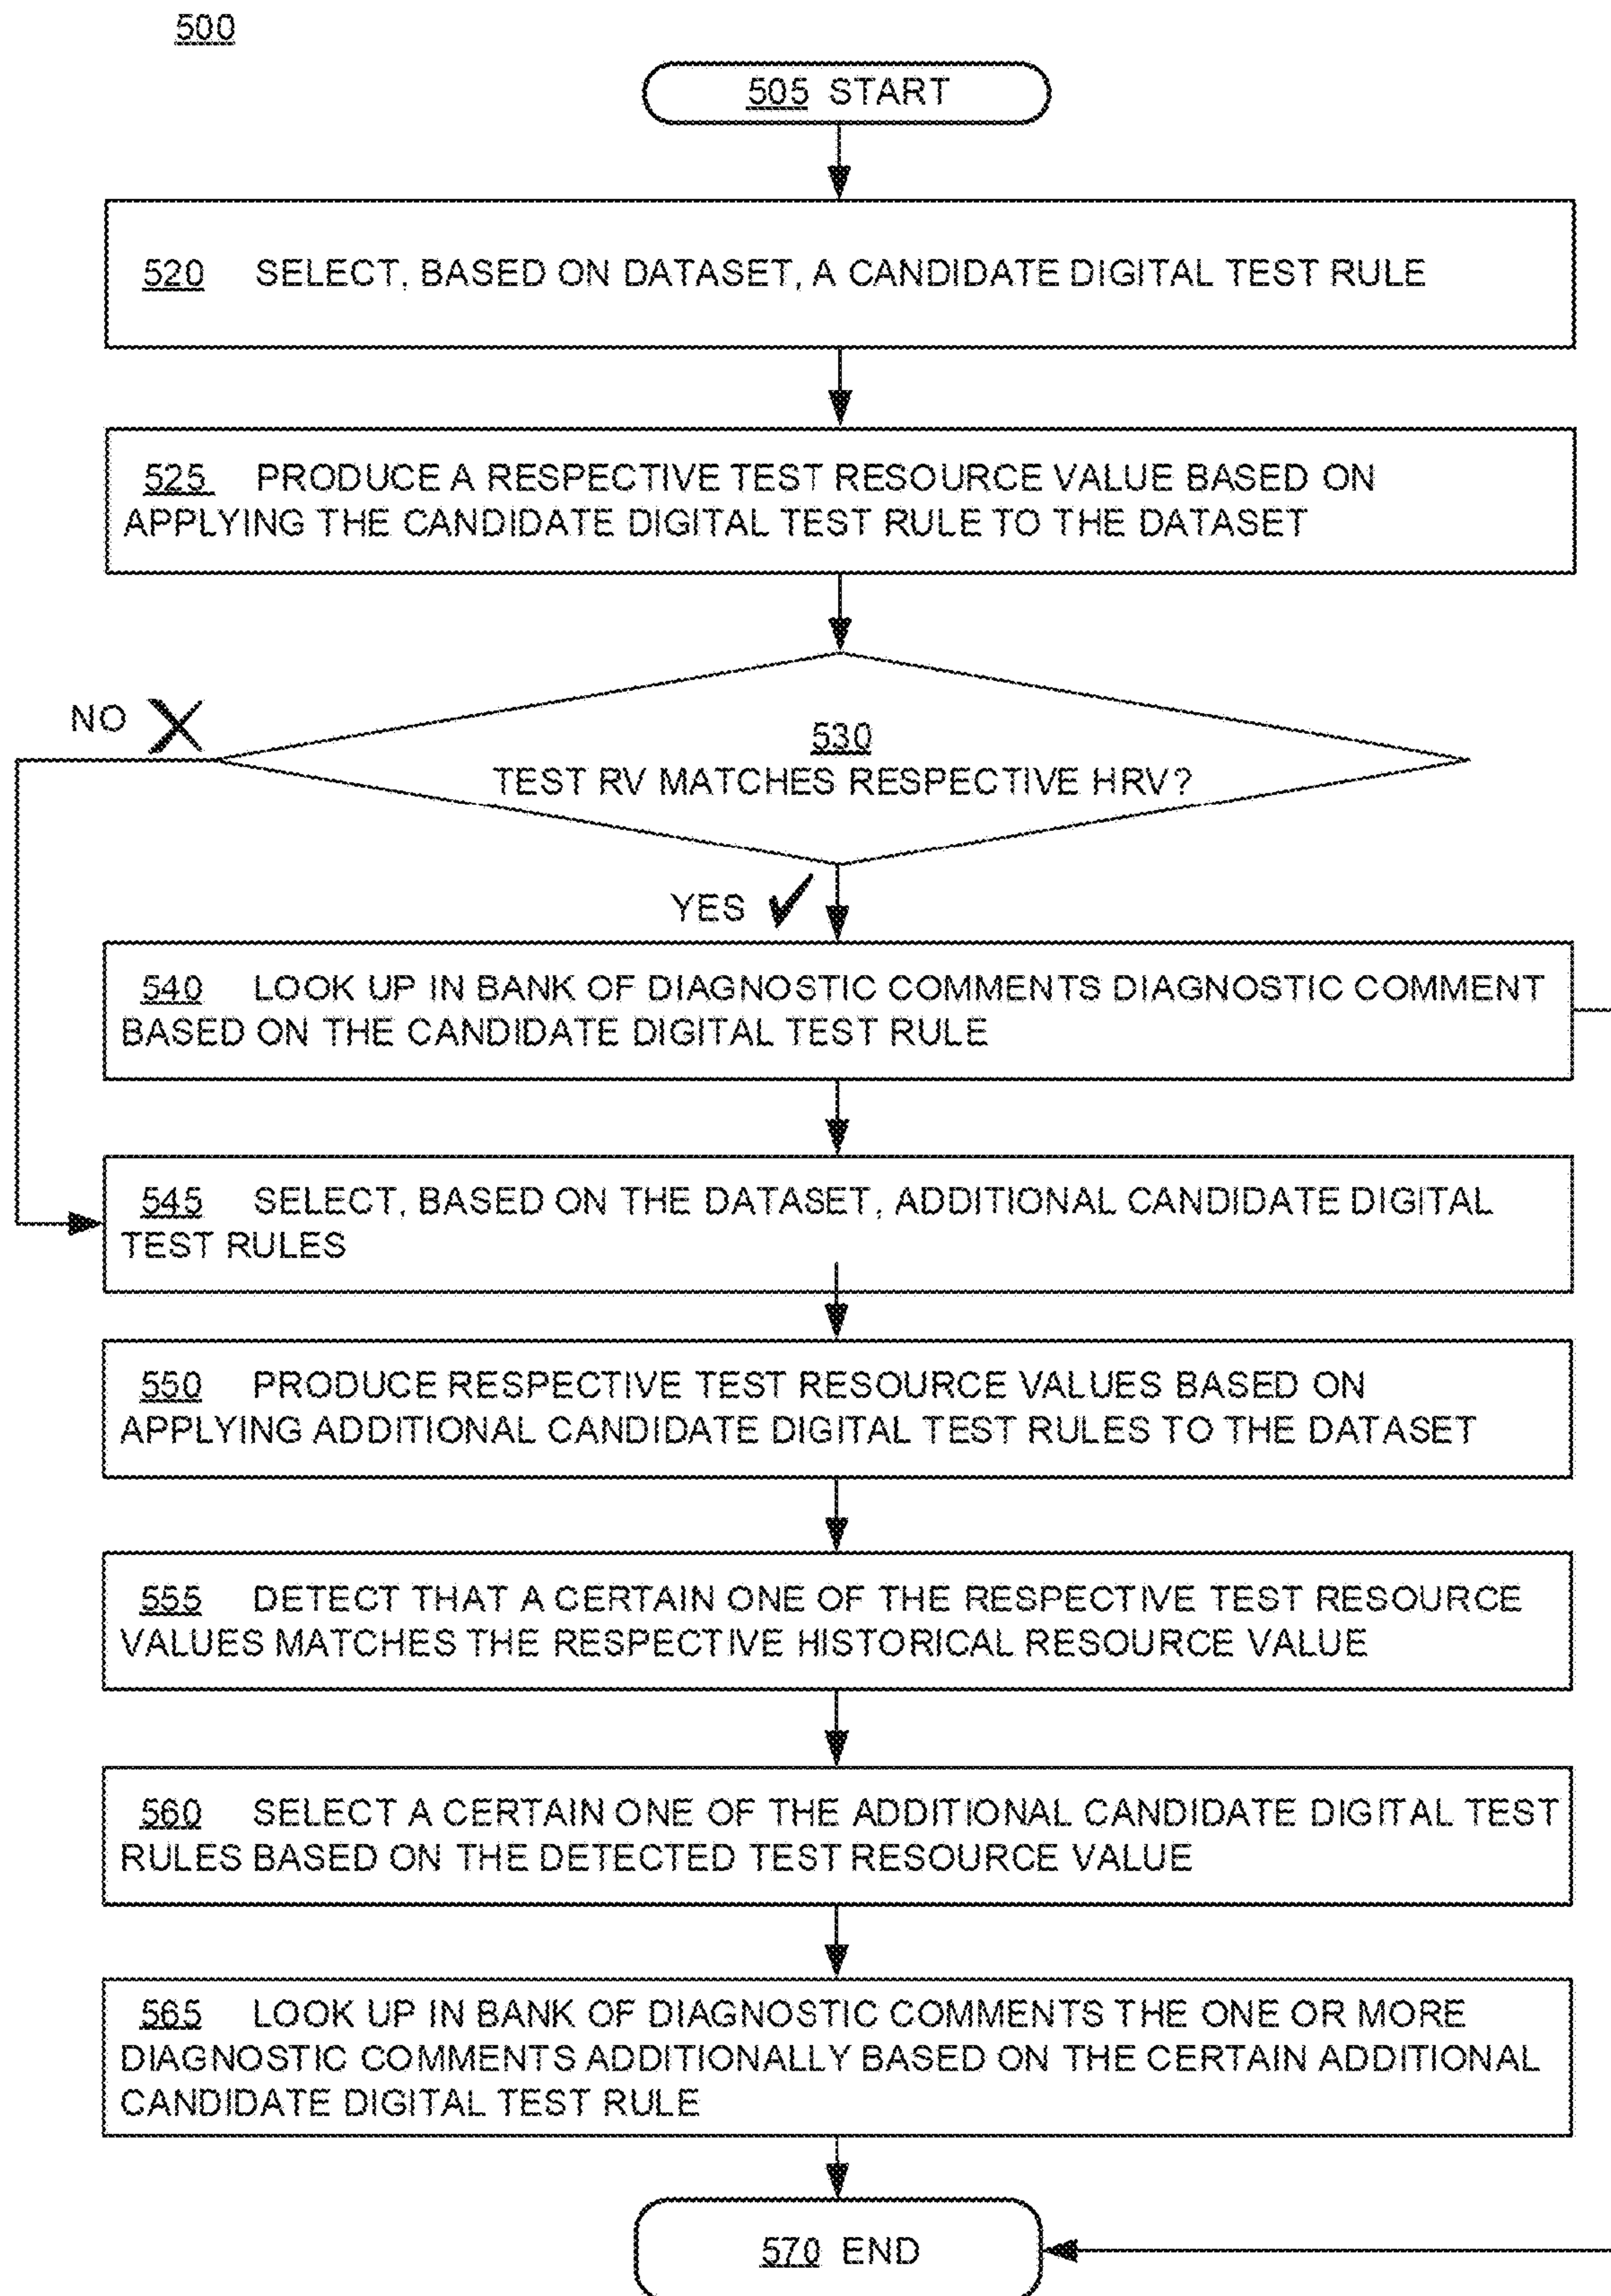 500
505 START
520 SELECT, BASED ON DATASET, A CANDIDATE DIGITAL TEST RULE
525 PRODUCE A RESPECTIVE TEST RESOURCE VALUE BASED ON
APPLYING THE CANDIDATE DIGITAL TEST RULE TO THE DATASET
NO
530
TEST RV MATCHES RESPECTIVE HRV?
YES
540 LOOK UP IN BANK OF DIAGNOSTIC COMMENTS DIAGNOSTIC COMMENT
BASED ON THE CANDIDATE DIGITAL TEST RULE
545 SELECT, BASED ON THE DATASET, ADDITIONAL CANDIDATE DIGITAL
TEST RULES
550 PRODUCE RESPECTIVE TEST RESOURCE VALUES BASED ON
APPLYING ADDITIONAL CANDIDATE DIGITAL TEST RULES TO THE DATASET
555 DETECT THAT A CERTAIN ONE OF THE RESPECTIVE TEST RESOURCE
VALUES MATCHES THE RESPECTIVE HISTORICAL RESOURCE VALUE
560 SELECT A CERTAIN ONE OF THE ADDITIONAL CANDIDATE DIGITAL TEST
RULES BASED ON THE DETECTED TEST RESOURCE VALUE
565 LOOK UP IN BANK OF DIAGNOSTIC COMMENTS THE ONE OR MORE
DIAGNOSTIC COMMENTS ADDITIONALLY BASED ON THE CERTAIN ADDITIONAL
CANDIDATE DIGITAL TEST RULE
570 END